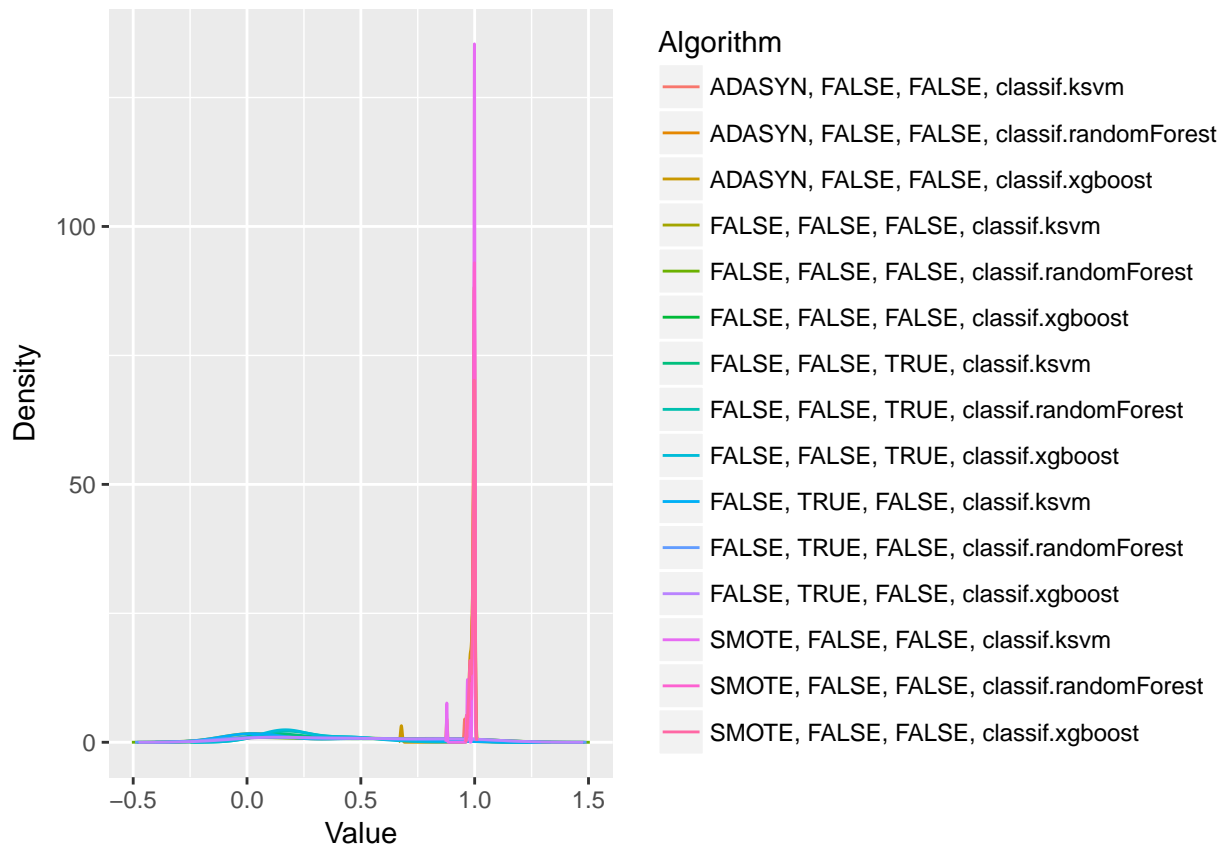 Density
100
50
0
−0.5
0.0
0.5
1.0
1.5
Value
Algorithm
ADASYN, FALSE, FALSE, classif.ksvm
ADASYN, FALSE, FALSE, classif.randomForest
ADASYN, FALSE, FALSE, classif.xgboost
FALSE, FALSE, FALSE, classif.ksvm
FALSE, FALSE, FALSE, classif.randomForest
FALSE, FALSE, FALSE, classif.xgboost
FALSE, FALSE, TRUE, classif.ksvm
FALSE, FALSE, TRUE, classif.randomForest
FALSE, FALSE, TRUE, classif.xgboost
FALSE, TRUE, FALSE, classif.ksvm
FALSE, TRUE, FALSE, classif.randomForest
FALSE, TRUE, FALSE, classif.xgboost
SMOTE, FALSE, FALSE, classif.ksvm
SMOTE, FALSE, FALSE, classif.randomForest
SMOTE, FALSE, FALSE, classif.xgboost